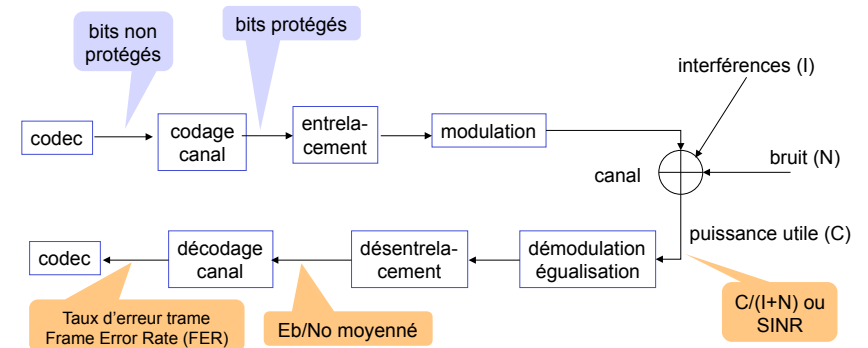 bits non
protégés
bits protégés
interférences (I)
codec
codage
canal
entrela-
cement
modulation
canal
bruit (N)
puissance utile (C)
codec
décodage
canal
désentrela-
cement
démodulation
égualisation
Taux d'erreur trame
Frame Error Rate (FER)
Eb/No moyenné
C/(I+N) ou
SINR